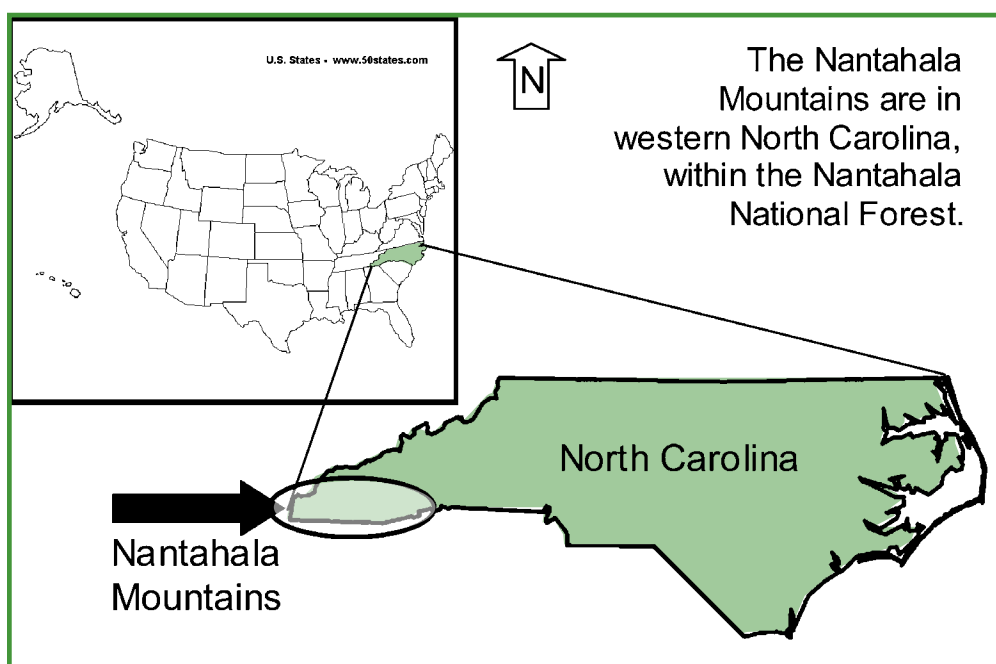 U.S. States - www.50states.com
N
The Nantahala
Mountains are in
western North Carolina,
within the Nantahala
National Forest.
North Carolina
Nantahala
Mountains